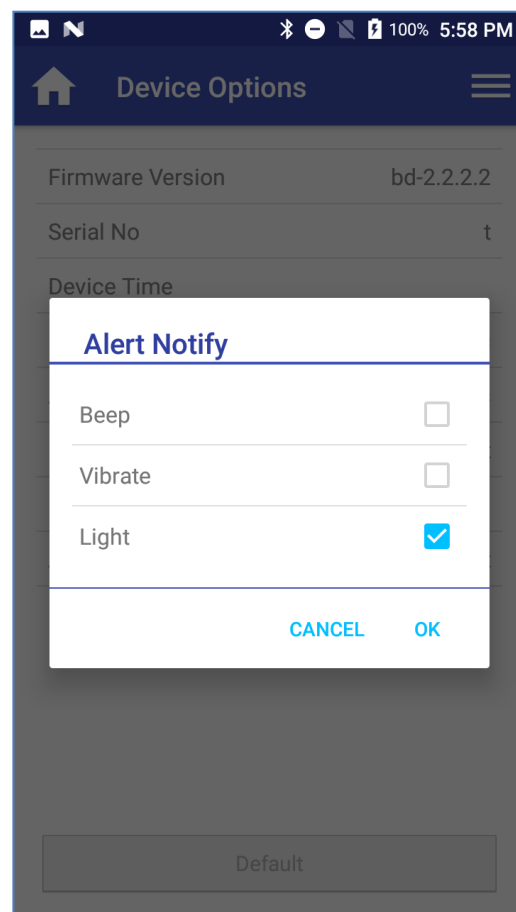 100% 5:58 PM
Device Options
Firmware Version bd-2.2.2.2
Serial No t
Device Time
Alert Notify
Beep
Vibrate
Light
CANCEL OK
Default